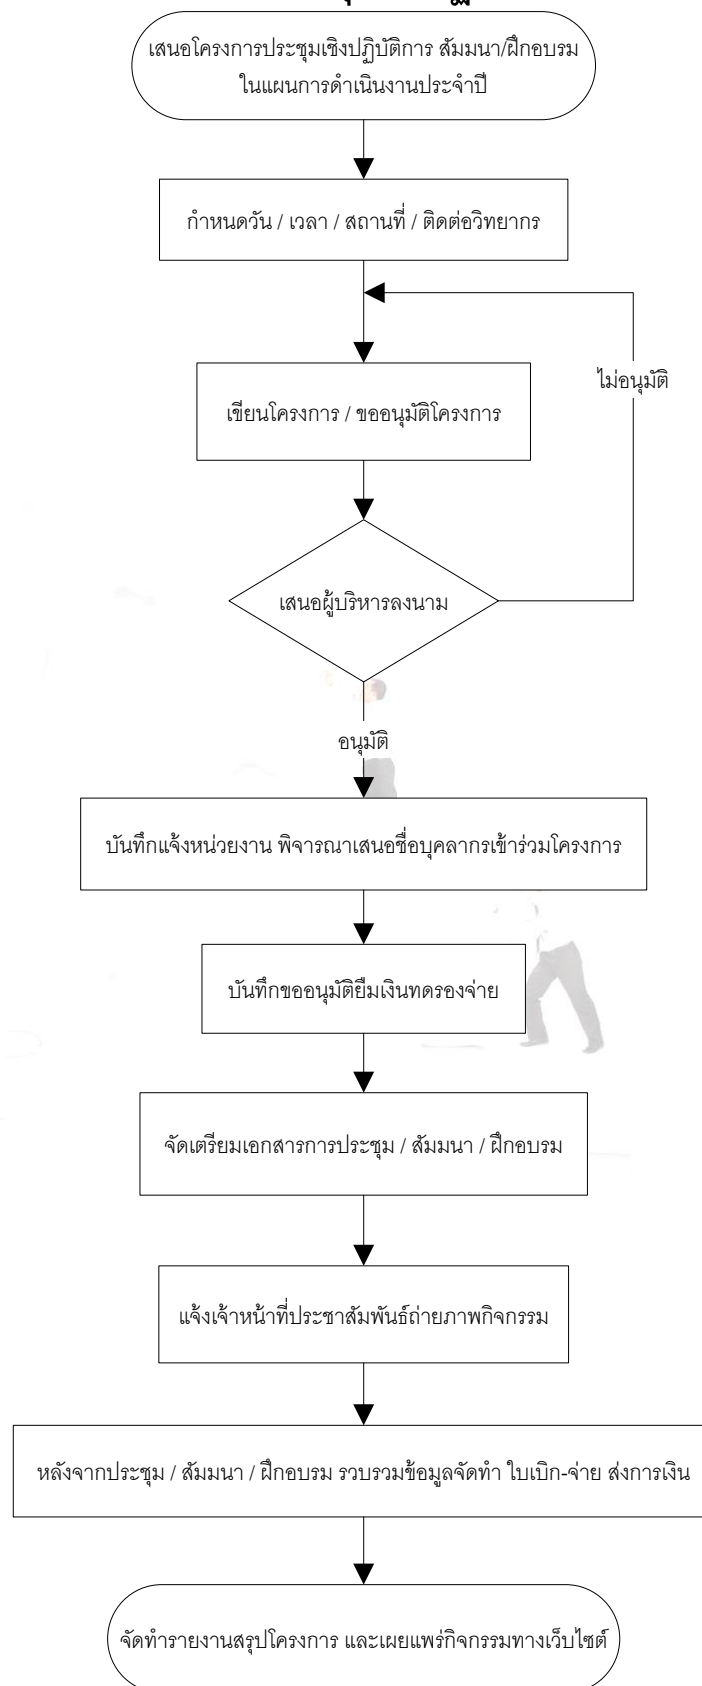 เสนอโครงการประชุมเชิงปฏิบัติการ สัมมนา/ฝึกอบรม
ในแผนการดำเนินงานประจำปี
กำหนดวัน / เวลา / สถานที่ / ติดต่อวิทยากร
ไม่อนุมัติ
เขียนโครงการ / ขออนุมัติโครงการ
เสนอผู้บริหารลงนาม
อนุมัติ
บันทึกแจ้งหน่วยงาน พิจารณาเสนอชื่อบุคลากรเข้าร่วมโครงการ
บันทึกขออนุมัติยืมเงินทดรองจ่าย
จัดเตรียมเอกสารการประชุม / สัมมนา / ฝึกอบรม
แจ้งเจ้าหน้าที่ประชาสัมพันธ์ถ่ายภาพกิจกรรม
หลังจากประชุม / สัมมนา / ฝึกอบรม รวบรวมข้อมูลจัดทำ ใบเบิก-จ่าย ส่งการเงิน
จัดทำรายงานสรุปโครงการ และเผยแพร่กิจกรรมทางเว็บไซต์